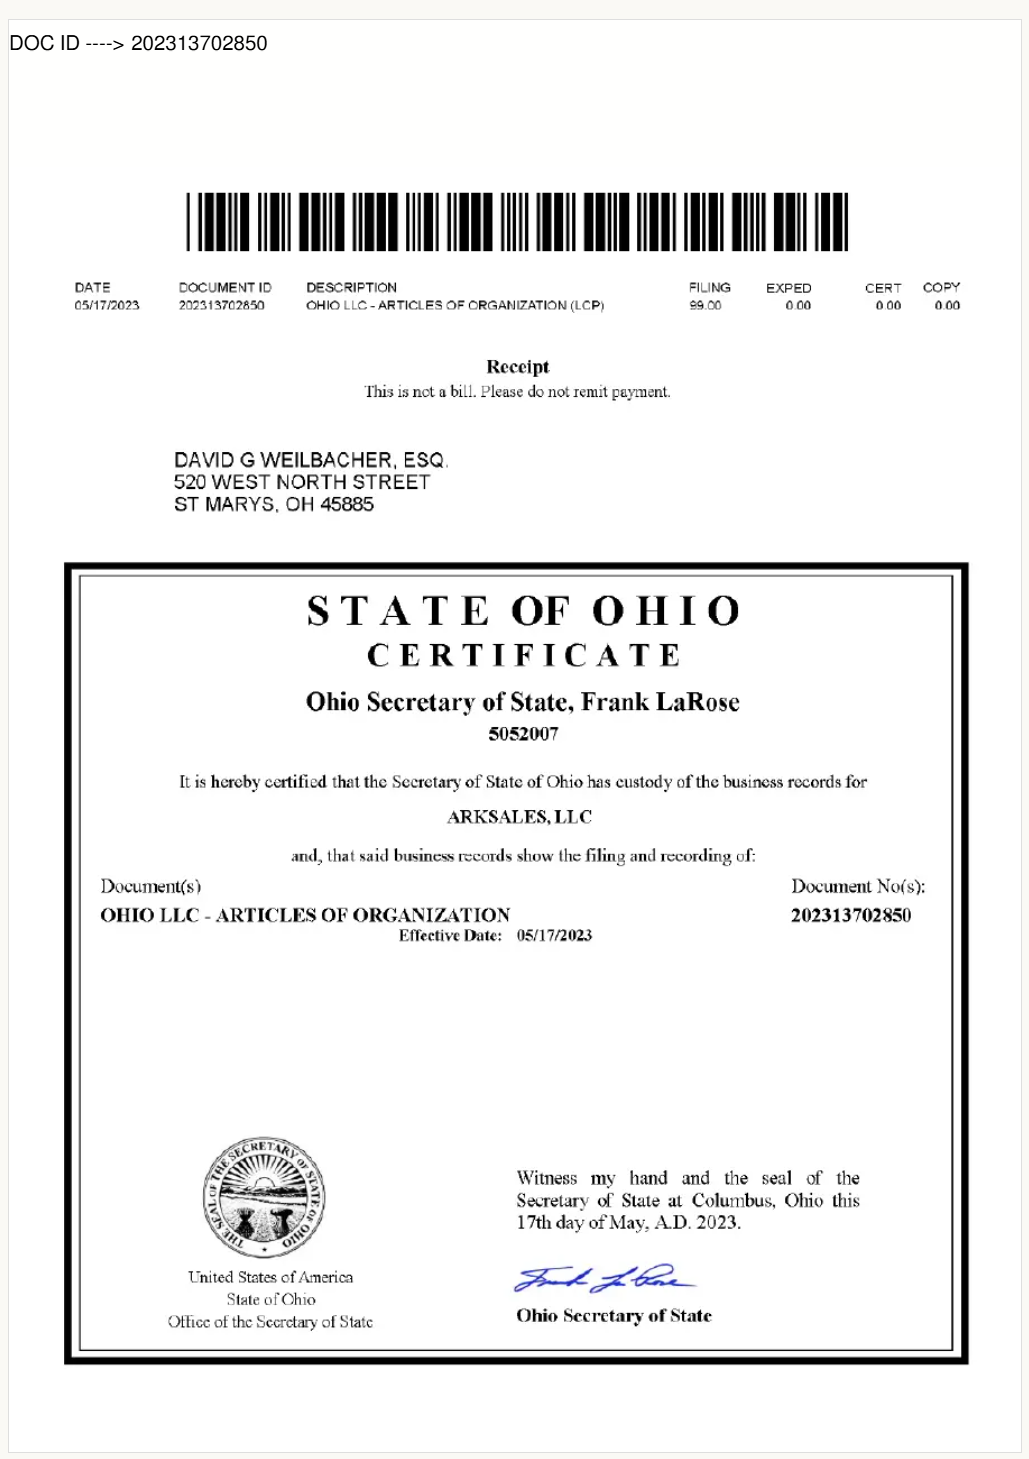 DOC ID ----> 202313702850
DATE DOCUMENT ID DESCRIPTION FILING EXPED CERT COPY
05/17/2023 202313702850 OHIO LLC - ARTICLES OF ORGANIZATION (LCP) 99.00 0.00 0.00 0.00
Receipt
This is not a bill. Please do not remit payment.
DAVID G WEILBACHER, ESQ.
520 WEST NORTH STREET
ST MARYS, OH 45885
STATE OF OHIO
CERTIFICATE
Ohio Secretary of State, Frank LaRose
5052007
It is hereby certified that the Secretary of State of Ohio has custody of the business records for
ARKSALES, LLC
and, that said business records show the filing and recording of:
Document(s) Document No(s):
OHIO LLC - ARTICLES OF ORGANIZATION 202313702850
Effective Date: 05/17/2023
THE SEAL OF THE SECRETARY OF STATE OF OHIO
United States of America
State of Ohio
Office of the Secretary of State
Witness my hand and the seal of the
Secretary of State at Columbus, Ohio this
17th day of May, A.D. 2023.
Frank LaRose
Ohio Secretary of State